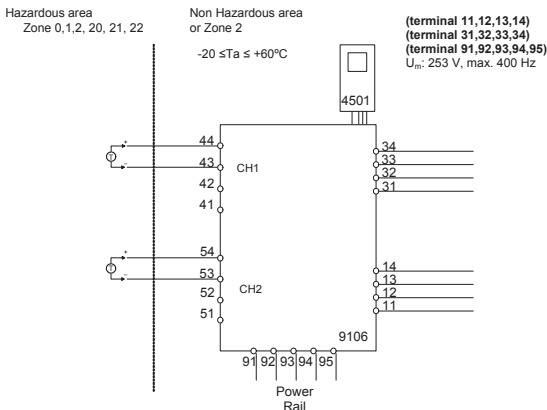 Hazardous area
Zone 0,1,2, 20, 21, 22
Non Hazardous area
or Zone 2
-20 ≤Ta ≤ +60ºC
(terminal 11,12,13,14)
(terminal 31,32,33,34)
(terminal 91,92,93,94,95)
Um: 253 V, max. 400 Hz
4501
44
43
42
41
CH1
+
T
-
34
33
32
31
54
53
52
51
CH2
+
T
-
14
13
12
11
9106
91 92 93 94 95
Power
Rail